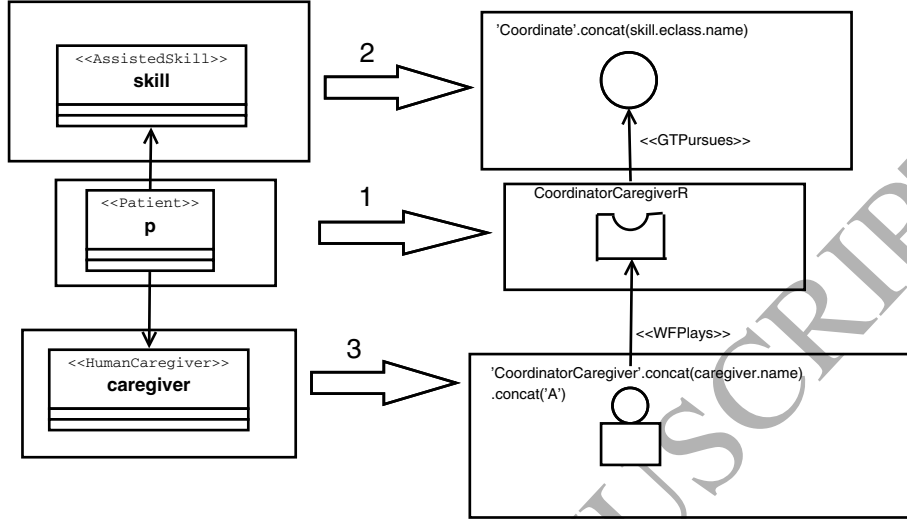 <<AssistedSkill>>
skill
2
'Coordinate'.concat(skill.eclass.name)
<<GTPursues>>
<<Patient>>
p
1
CoordinatorCaregiverR
<<WFPlays>>
<<HumanCaregiver>>
caregiver
3
'CoordinatorCaregiver'.concat(caregiver.name)
.concat('A')